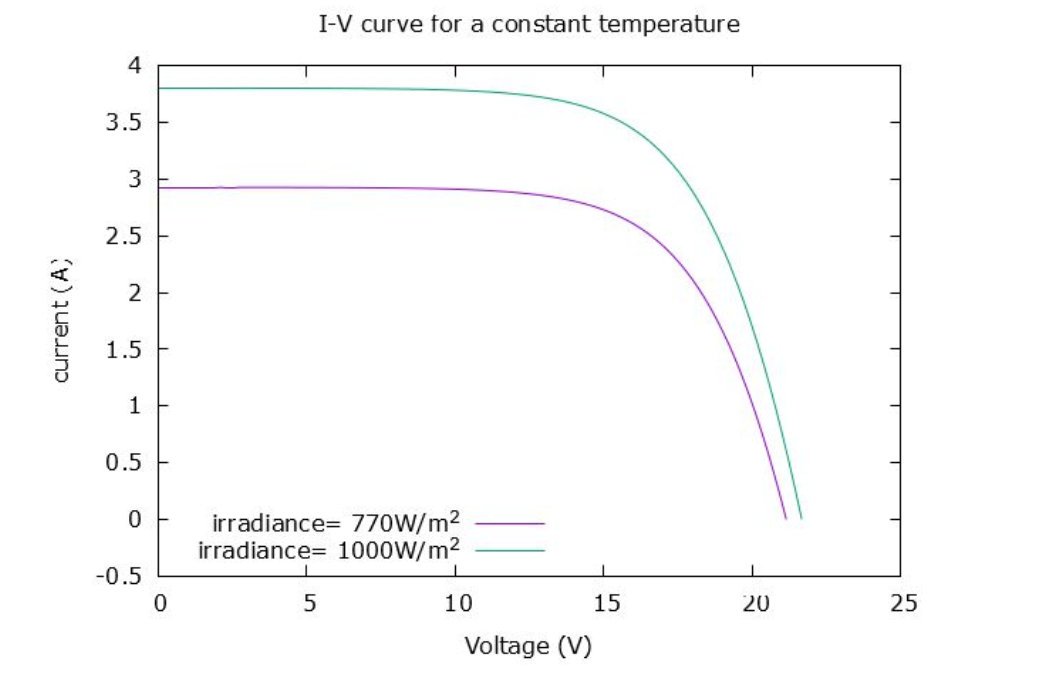 I-V curve for a constant temperature
4
3.5
3
2.5
2
1.5
1
0.5
0
-0.5
current (A)
irradiance= 770W/m²
irradiance= 1000W/m²
0 5 10 15 20 25
Voltage (V)